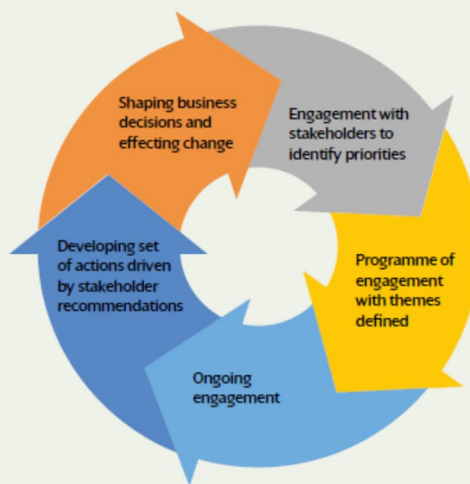 Engagement with
stakeholders to
identify priorities
Programme of
engagement
with themes
defined
Ongoing
engagement
Developing set
of actions driven
by stakeholder
recommendations
Shaping business
decisions and
effecting change